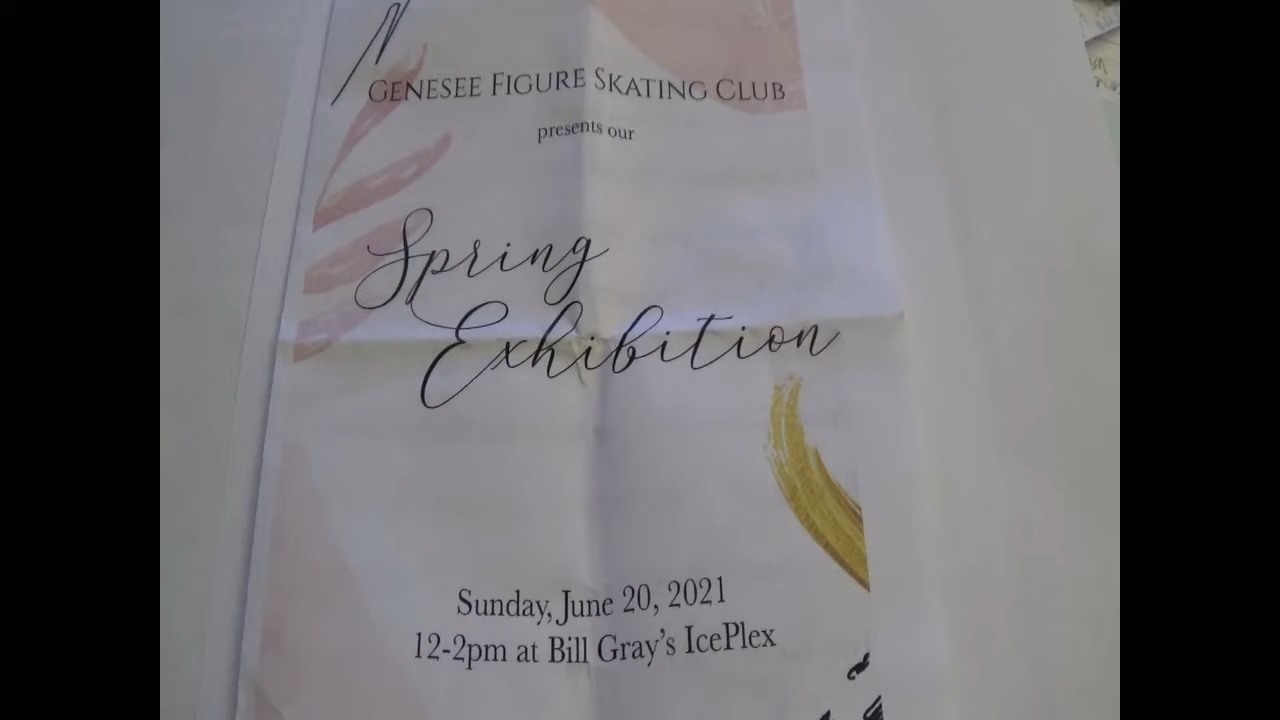 GENESEE FIGURE SKATING CLUB
presents our
Spring
Exhibition
Sunday, June 20, 2021
12-2pm at Bill Gray's IcePlex